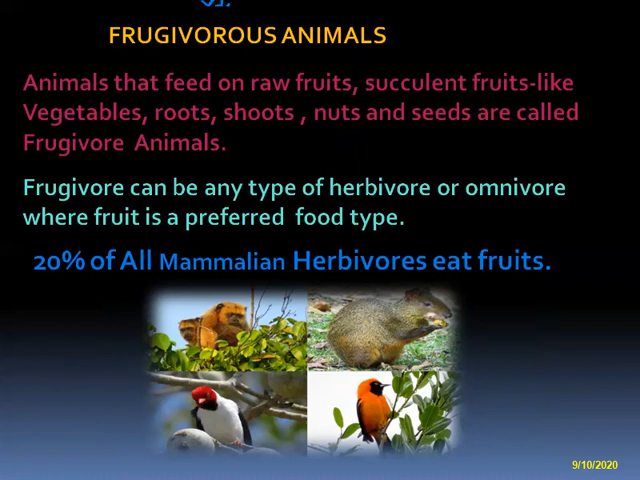 FRUGIVOROUS ANIMALS
Animals that feed on raw fruits, succulent fruits-like
Vegetables, roots, shoots , nuts and seeds are called
Frugivore Animals.
Frugivore can be any type of herbivore or omnivore
where fruit is a preferred food type.
20% of All Mammalian Herbivores eat fruits.
9/10/2020